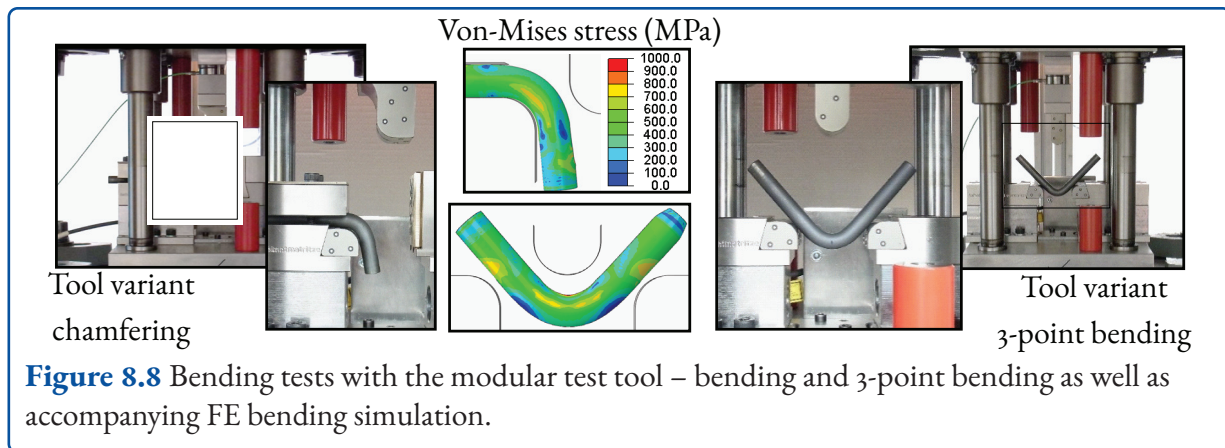 Von-Mises stress (MPa)
1000.0
900.0
800.0
700.0
600.0
500.0
400.0
300.0
200.0
100.0
0.0
Tool variant
chamfering
Tool variant
3-point bending
Figure 8.8 Bending tests with the modular test tool – bending and 3-point bending as well as
accompanying FE bending simulation.